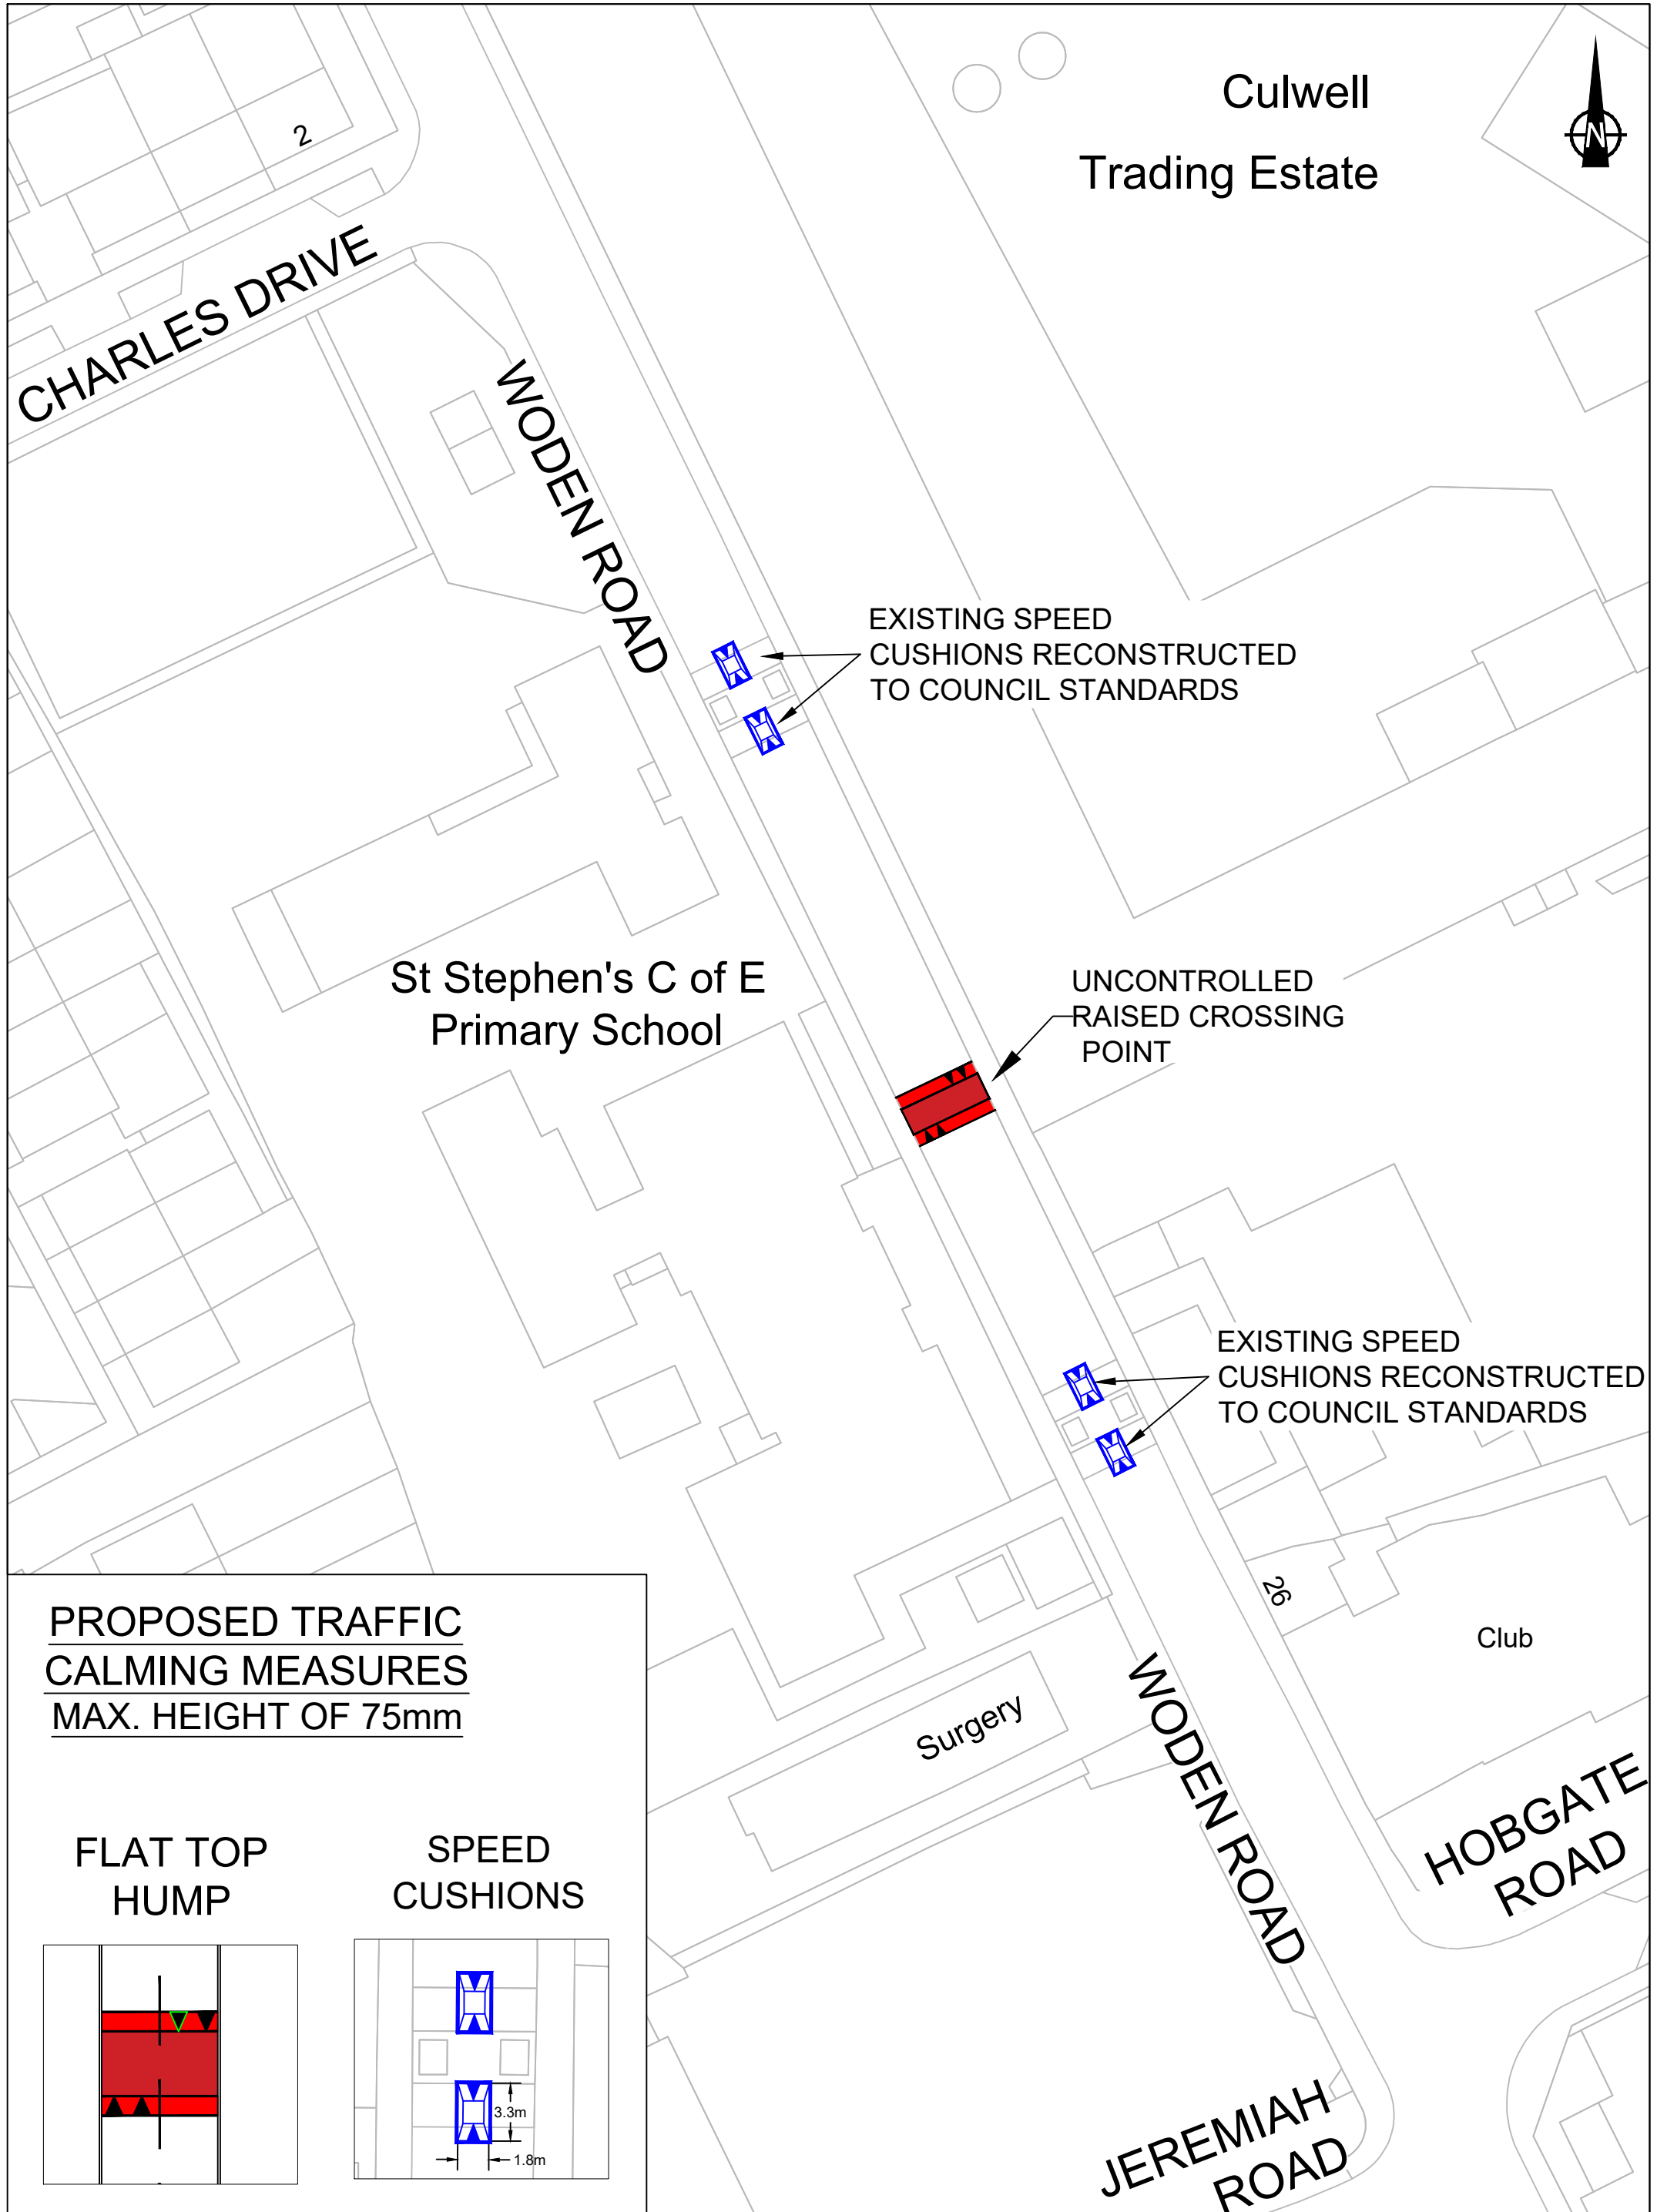 Culwell
Trading Estate
N
2
CHARLES DRIVE
WODEN ROAD
EXISTING SPEED
CUSHIONS RECONSTRUCTED
TO COUNCIL STANDARDS
St Stephen's C of E
Primary School
UNCONTROLLED
RAISED CROSSING
POINT
EXISTING SPEED
CUSHIONS RECONSTRUCTED
TO COUNCIL STANDARDS
26
Club
Surgery
WODEN ROAD
HOBGATE
ROAD
JEREMIAH
ROAD
PROPOSED TRAFFIC
CALMING MEASURES
MAX. HEIGHT OF 75mm
FLAT TOP
HUMP
SPEED
CUSHIONS
3.3m
1.8m